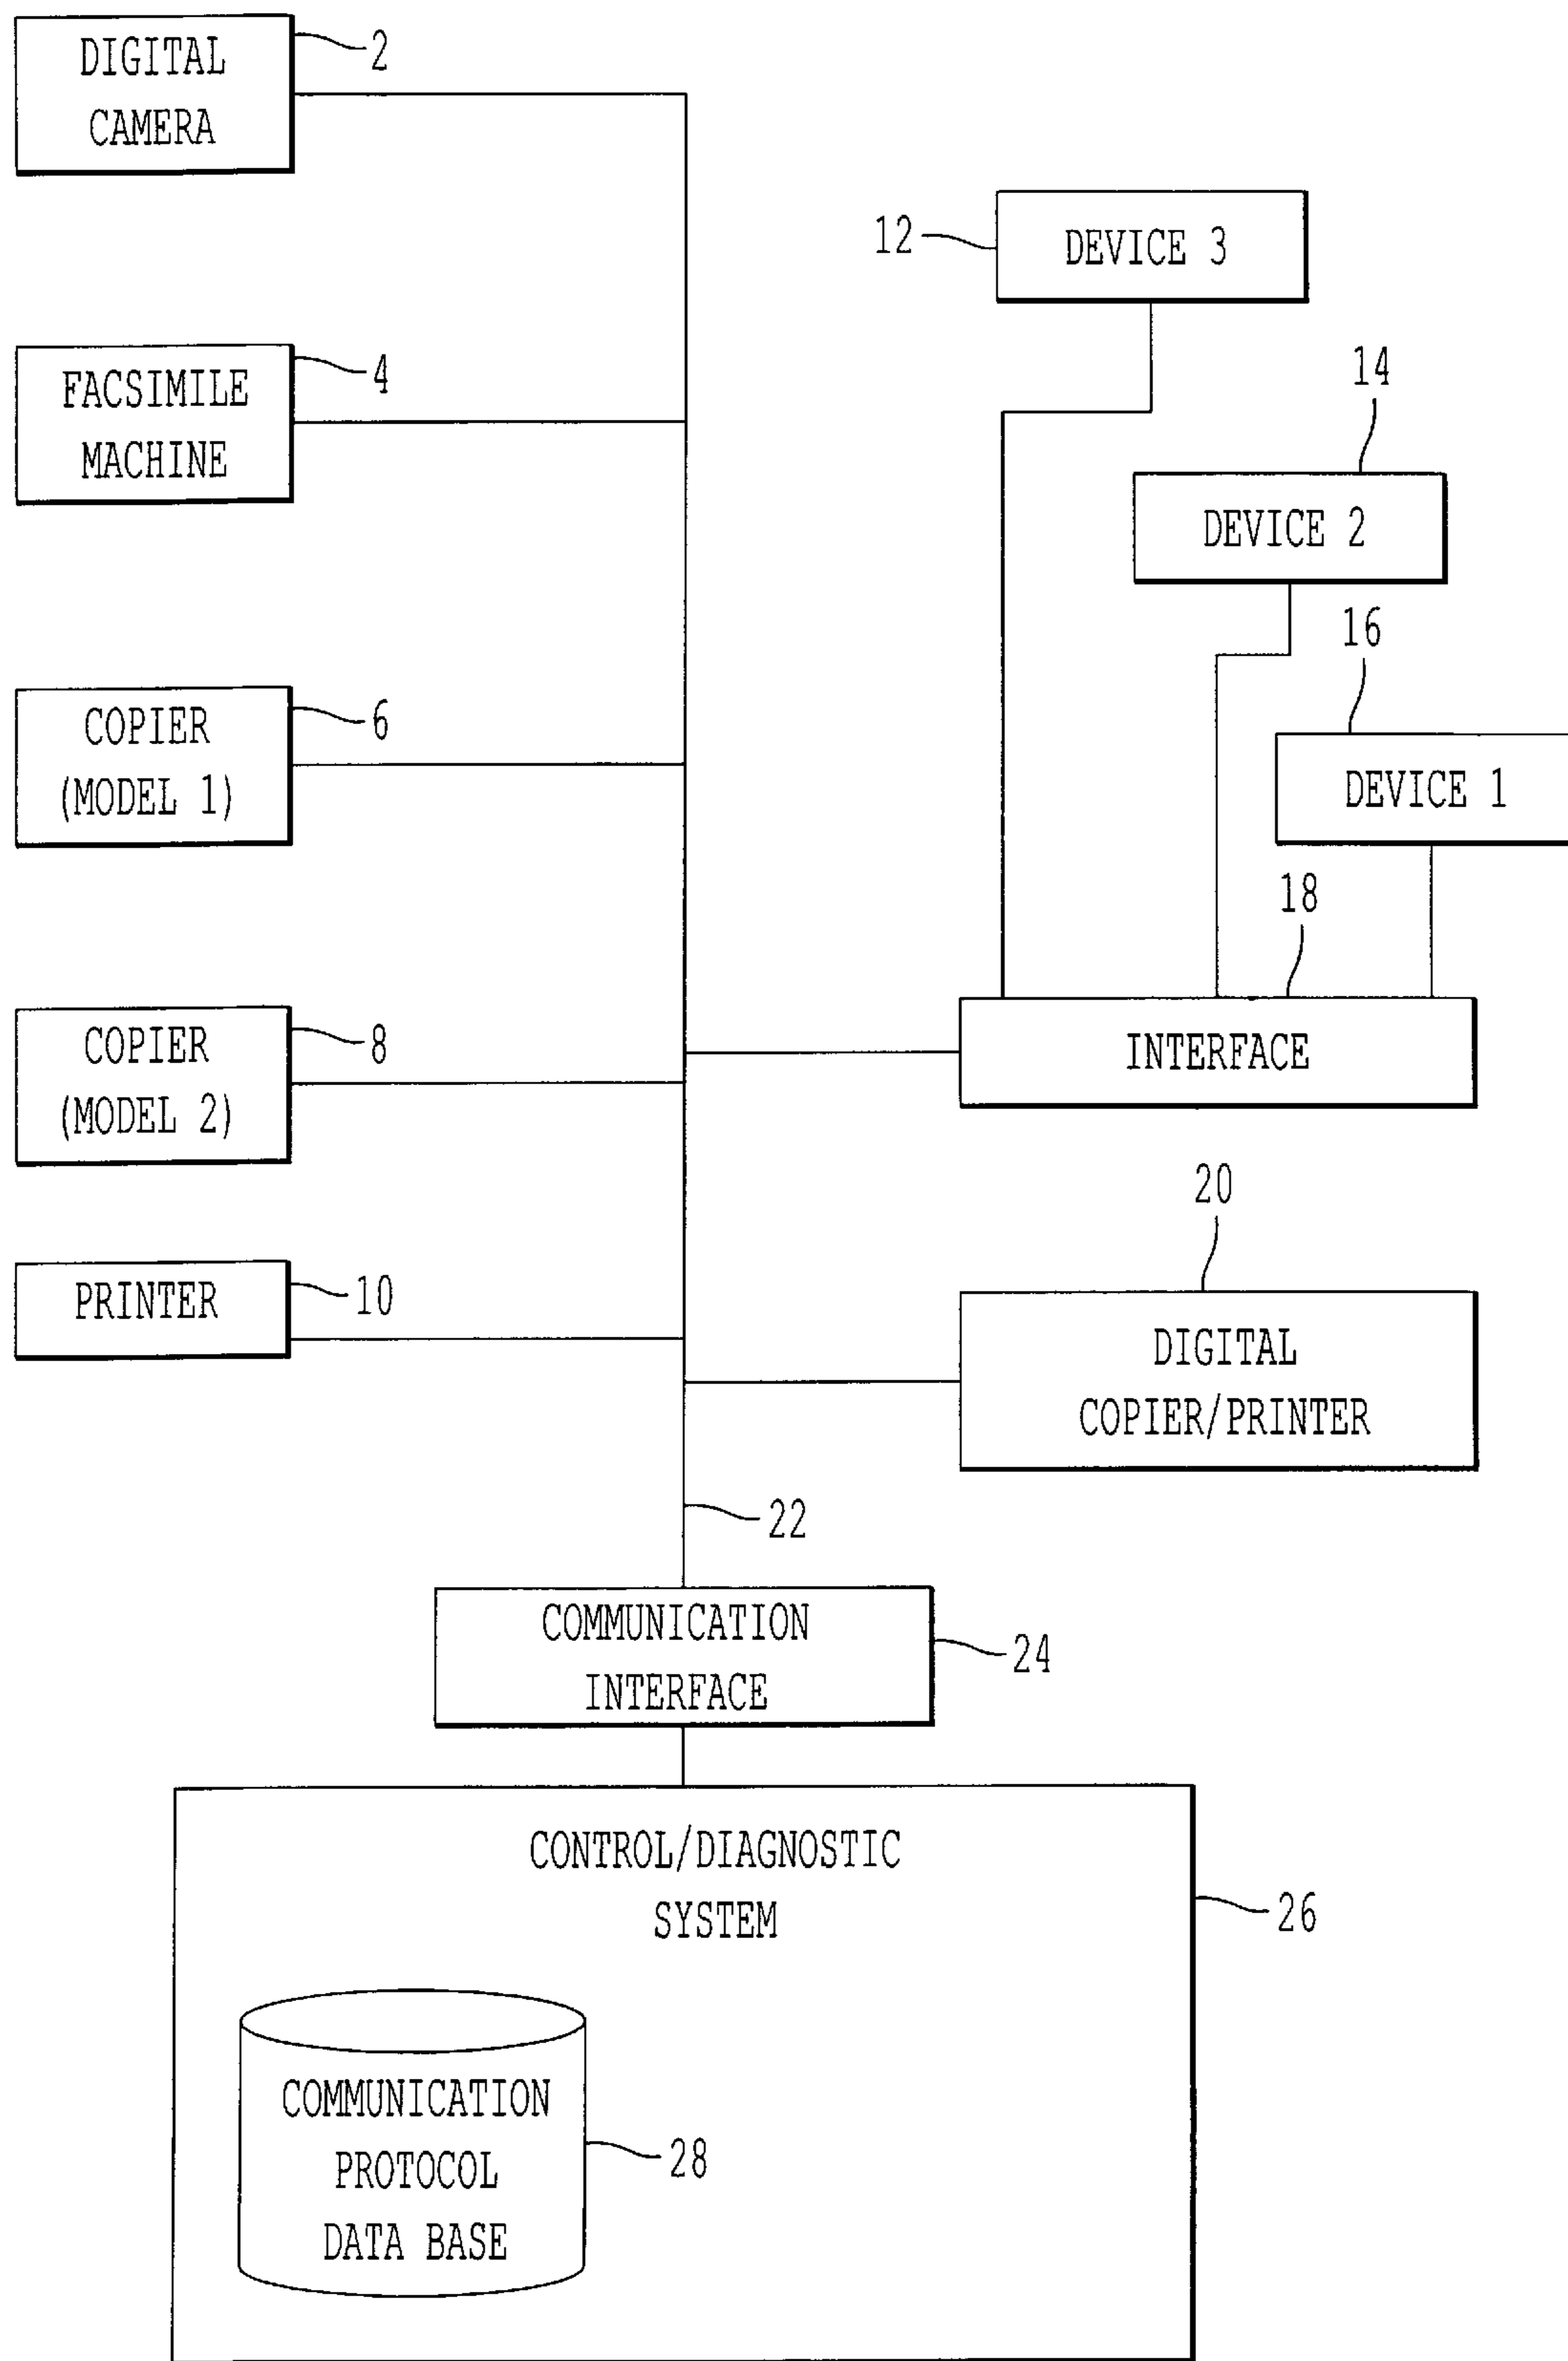 DIGITAL
CAMERA
2
FACSIMILE
MACHINE
4
COPIER
(MODEL 1)
6
COPIER
(MODEL 2)
8
PRINTER
10
12
DEVICE 3
14
DEVICE 2
16
DEVICE 1
18
INTERFACE
20
DIGITAL
COPIER/PRINTER
22
COMMUNICATION
INTERFACE
24
CONTROL/DIAGNOSTIC
SYSTEM
26
COMMUNICATION
PROTOCOL
DATA BASE
28